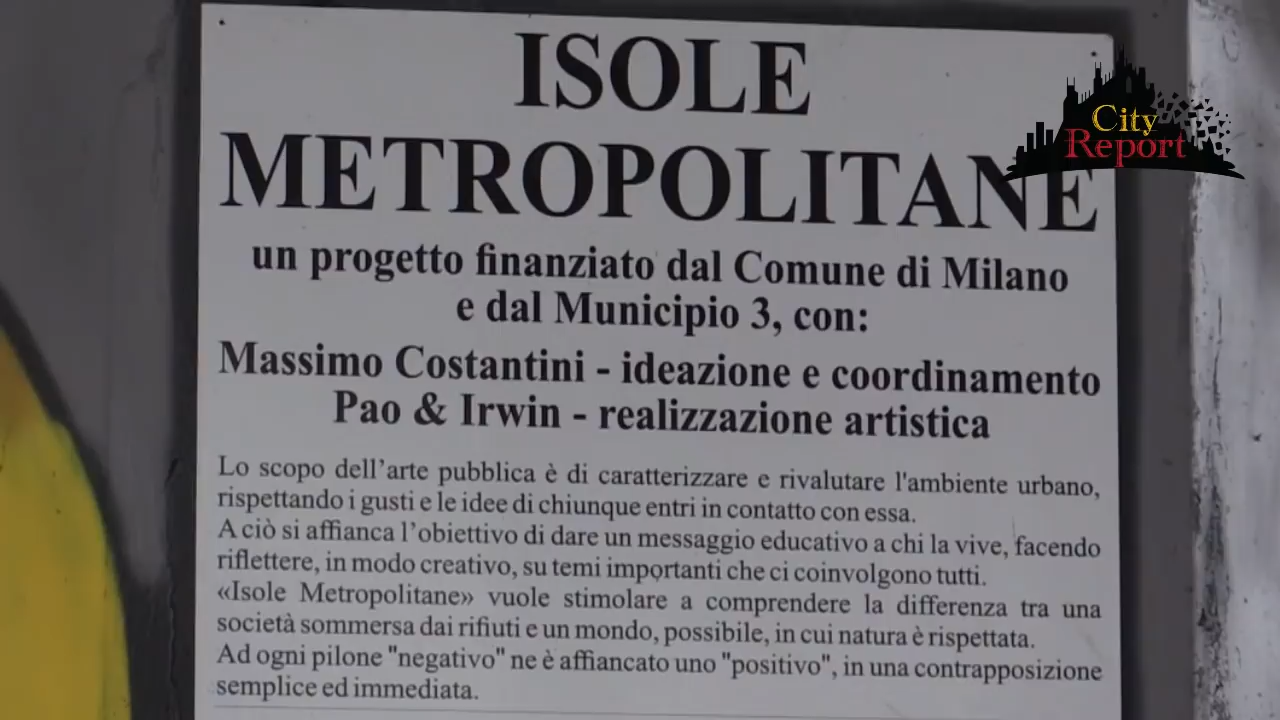 ISOLE
METROPOLITANE
un progetto finanziato dal Comune di Milano
e dal Municipio 3, con:
Massimo Costantini - ideazione e coordinamento
Pao & Irwin - realizzazione artistica
Lo scopo dell’arte pubblica è di caratterizzare e rivalutare l'ambiente urbano,
rispettando i gusti e le idee di chiunque entri in contatto con essa.
A ciò si affianca l’obiettivo di dare un messaggio educativo a chi la vive, facendo
riflettere, in modo creativo, su temi importanti che ci coinvolgono tutti.
«Isole Metropolitane» vuole stimolare a comprendere la differenza tra una
società sommersa dai rifiuti e un mondo, possibile, in cui natura è rispettata.
Ad ogni pilone "negativo" ne è affiancato uno "positivo", in una contrapposizione
semplice ed immediata.
City
Report